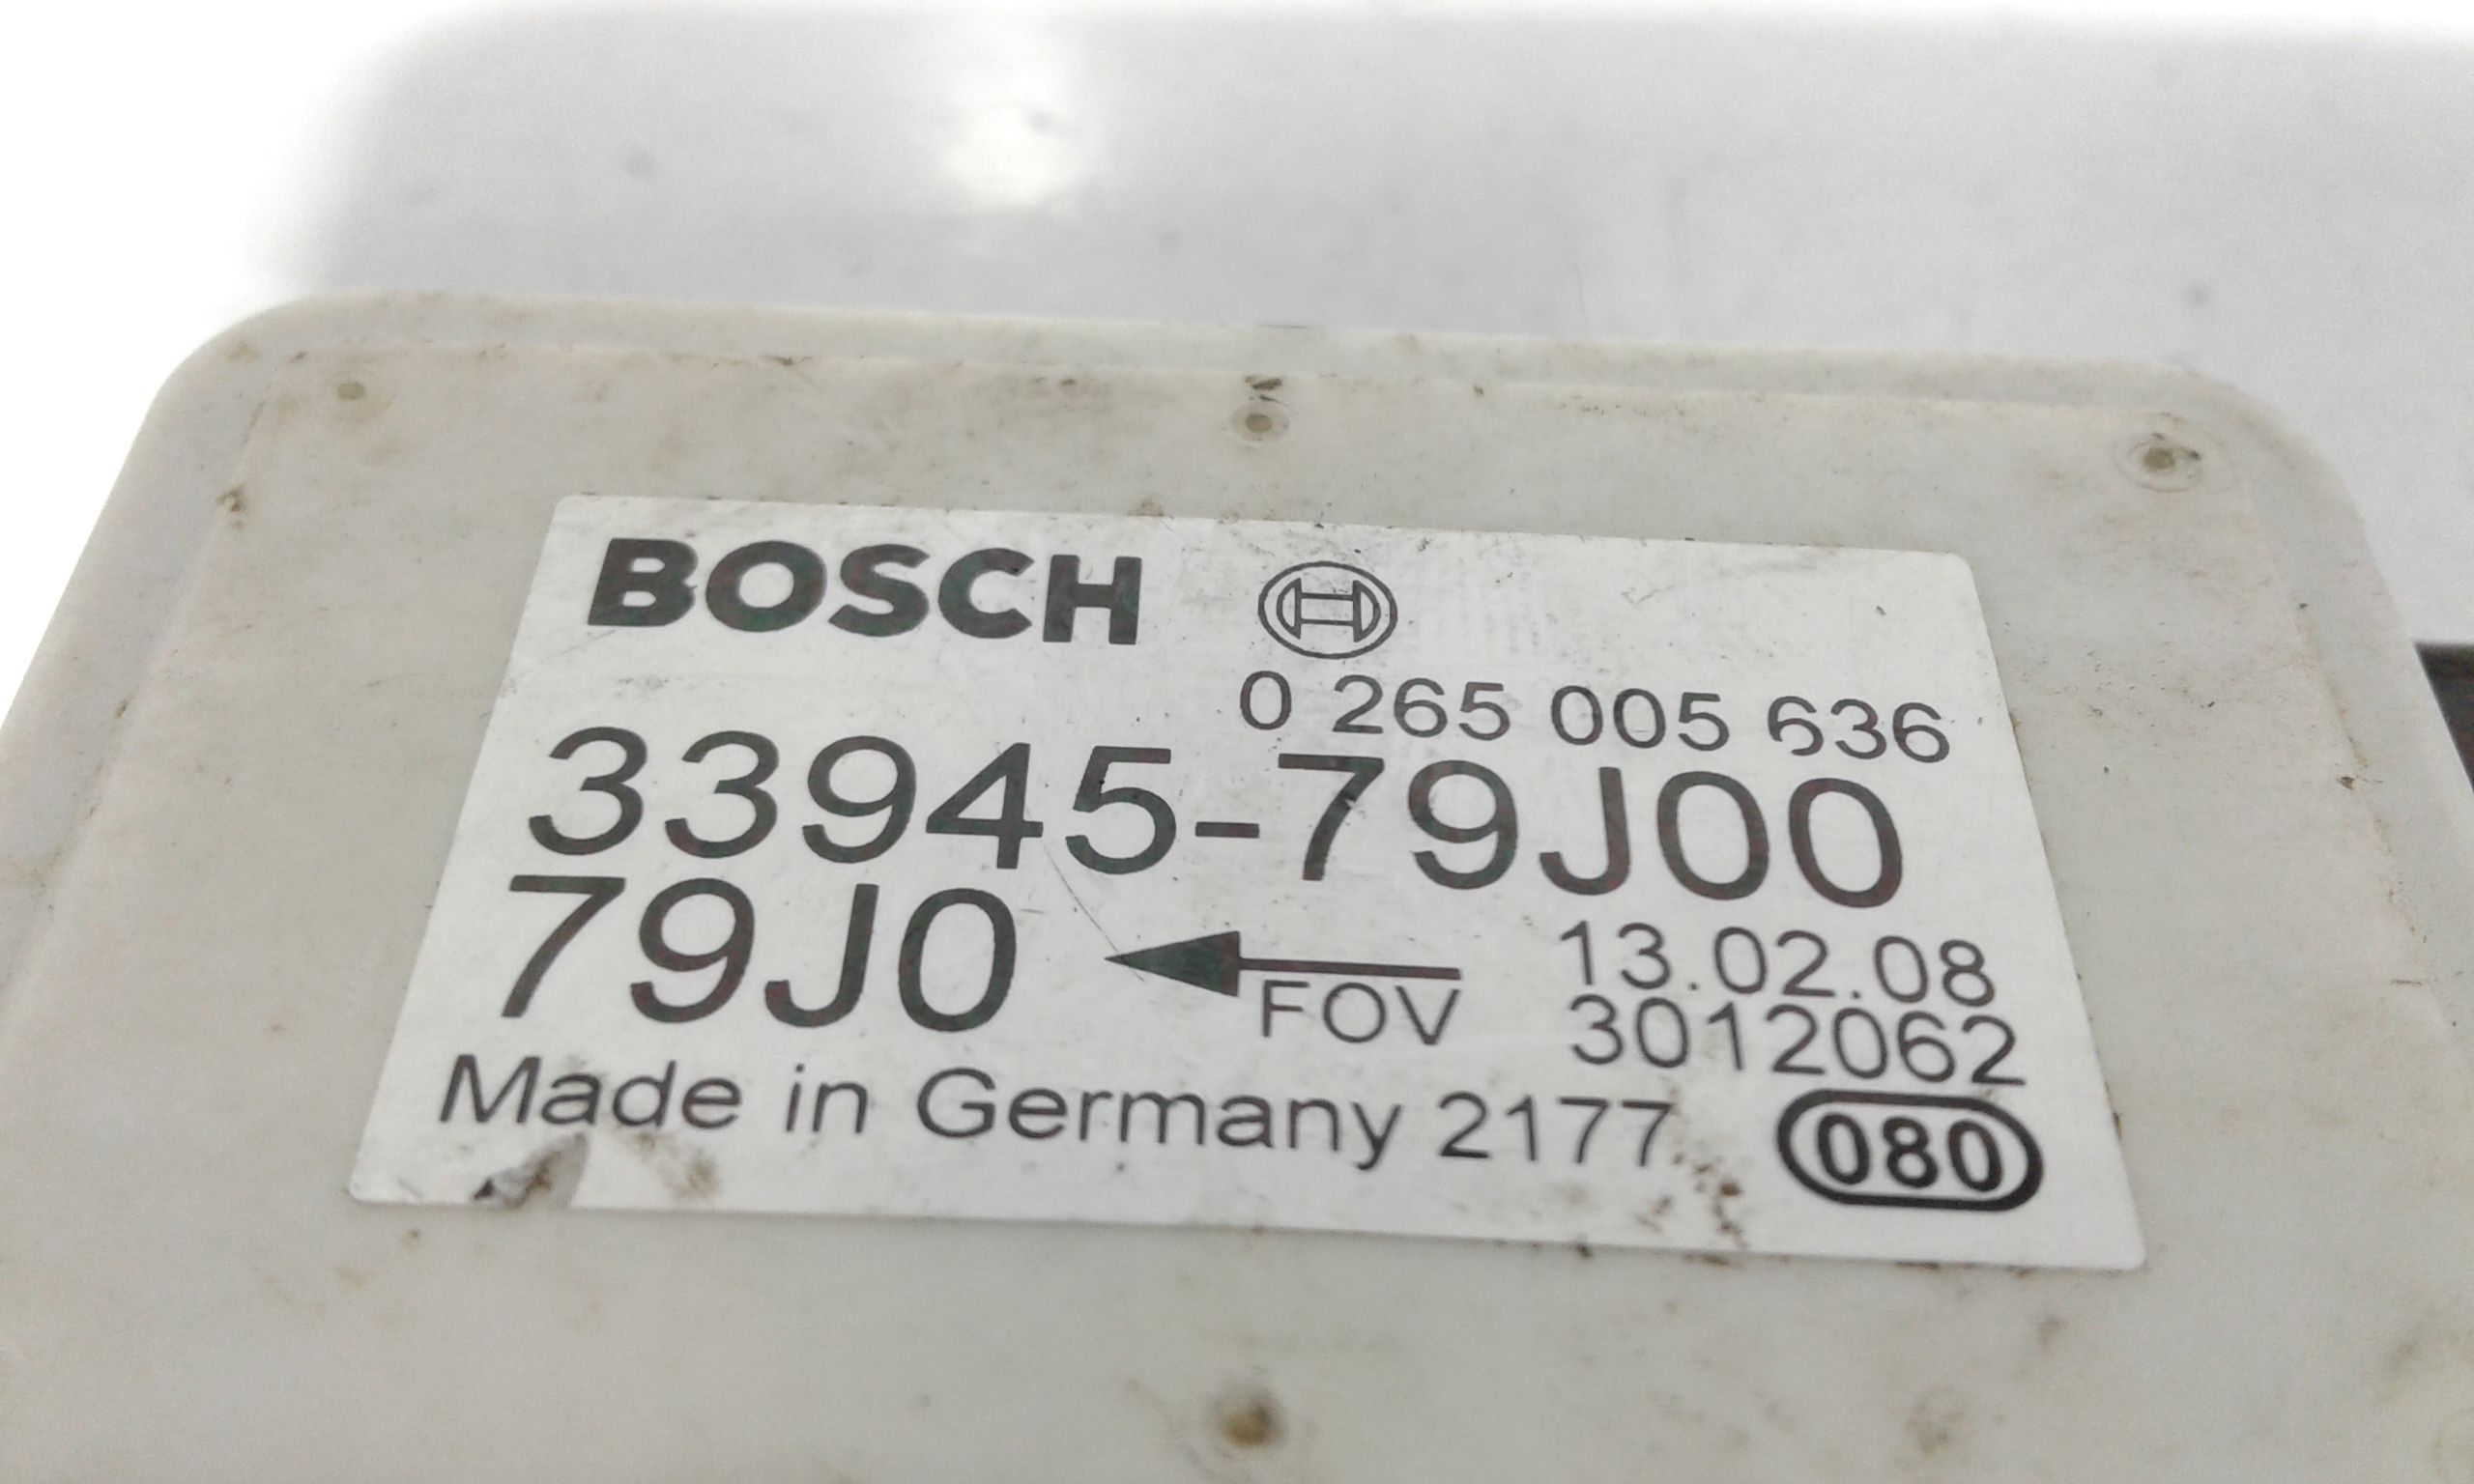 BOSCH
0 265 005 636
33945-79J00
79J0
FOV
13.02.08
3012062
Made in Germany 2177
080